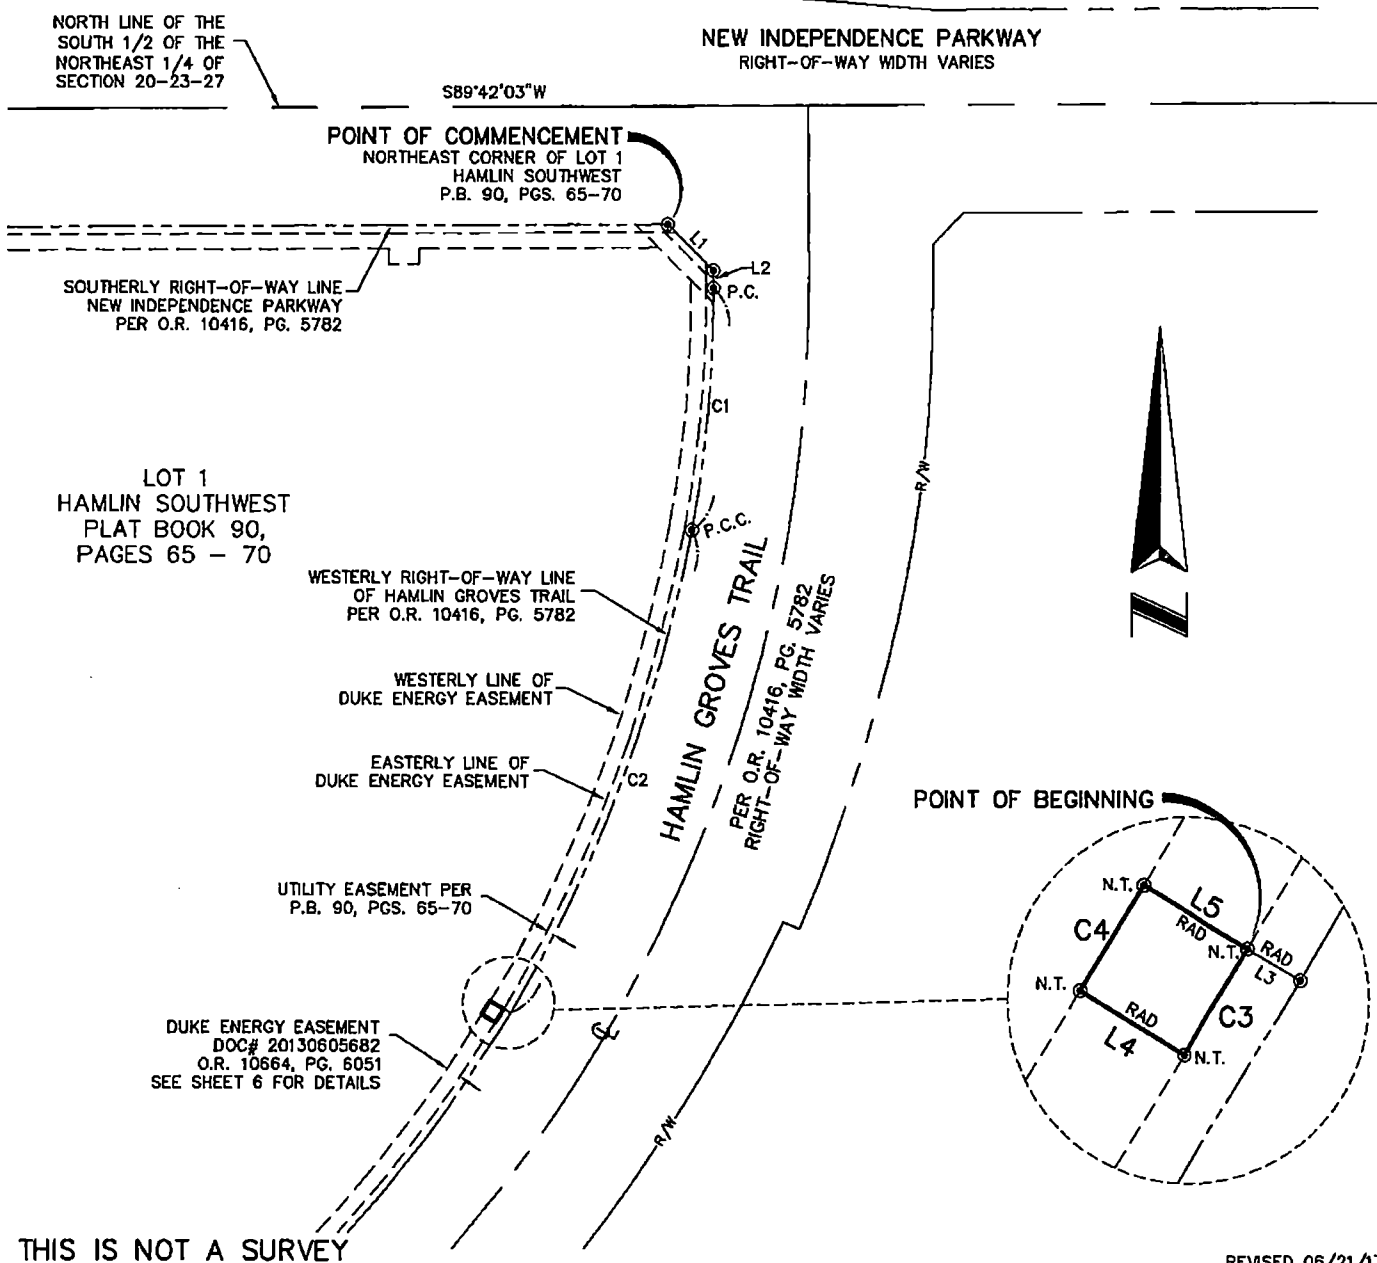 NORTH LINE OF THE
SOUTH 1/2 OF THE
NORTHEAST 1/4 OF
SECTION 20-23-27
NEW INDEPENDENCE PARKWAY
RIGHT-OF-WAY WIDTH VARIES
S89°42'03"W
POINT OF COMMENCEMENT
NORTHEAST CORNER OF LOT 1
HAMLIN SOUTHWEST
P.B. 90, PGS. 65-70
L1
L2
P.C.
SOUTHERLY RIGHT-OF-WAY LINE
NEW INDEPENDENCE PARKWAY
PER O.R. 10416, PG. 5782
C1
R/W
LOT 1
HAMLIN SOUTHWEST
PLAT BOOK 90,
PAGES 65 - 70
P.C.C.
WESTERLY RIGHT-OF-WAY LINE
OF HAMLIN GROVES TRAIL
PER O.R. 10416, PG. 5782
HAMLIN GROVES TRAIL
PER O.R. 10416, PG. 5782
RIGHT-OF-WAY WIDTH VARIES
N
WESTERLY LINE OF
DUKE ENERGY EASEMENT
EASTERLY LINE OF
DUKE ENERGY EASEMENT
C2
POINT OF BEGINNING
UTILITY EASEMENT PER
P.B. 90, PGS. 65-70
N.T.
L5
RAD
C4
N.T.
RAD
L3
N.T.
RAD
L4
C3
N.T.
DUKE ENERGY EASEMENT
DOC# 20130605682
O.R. 10664, PG. 6051
SEE SHEET 6 FOR DETAILS
R/W
THIS IS NOT A SURVEY
REVISED 06/21/